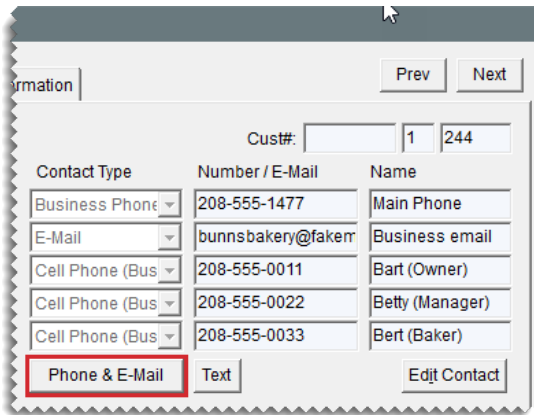 Prev Next
rmation
Cust#: 1 244
Contact Type Number / E-Mail Name
Business Phone 208-555-1477 Main Phone
E-Mail bunnsbakery@fakem Business email
Cell Phone (Bus 208-555-0011 Bart (Owner)
Cell Phone (Bus 208-555-0022 Betty (Manager)
Cell Phone (Bus 208-555-0033 Bert (Baker)
Phone & E-Mail Text Edit Contact